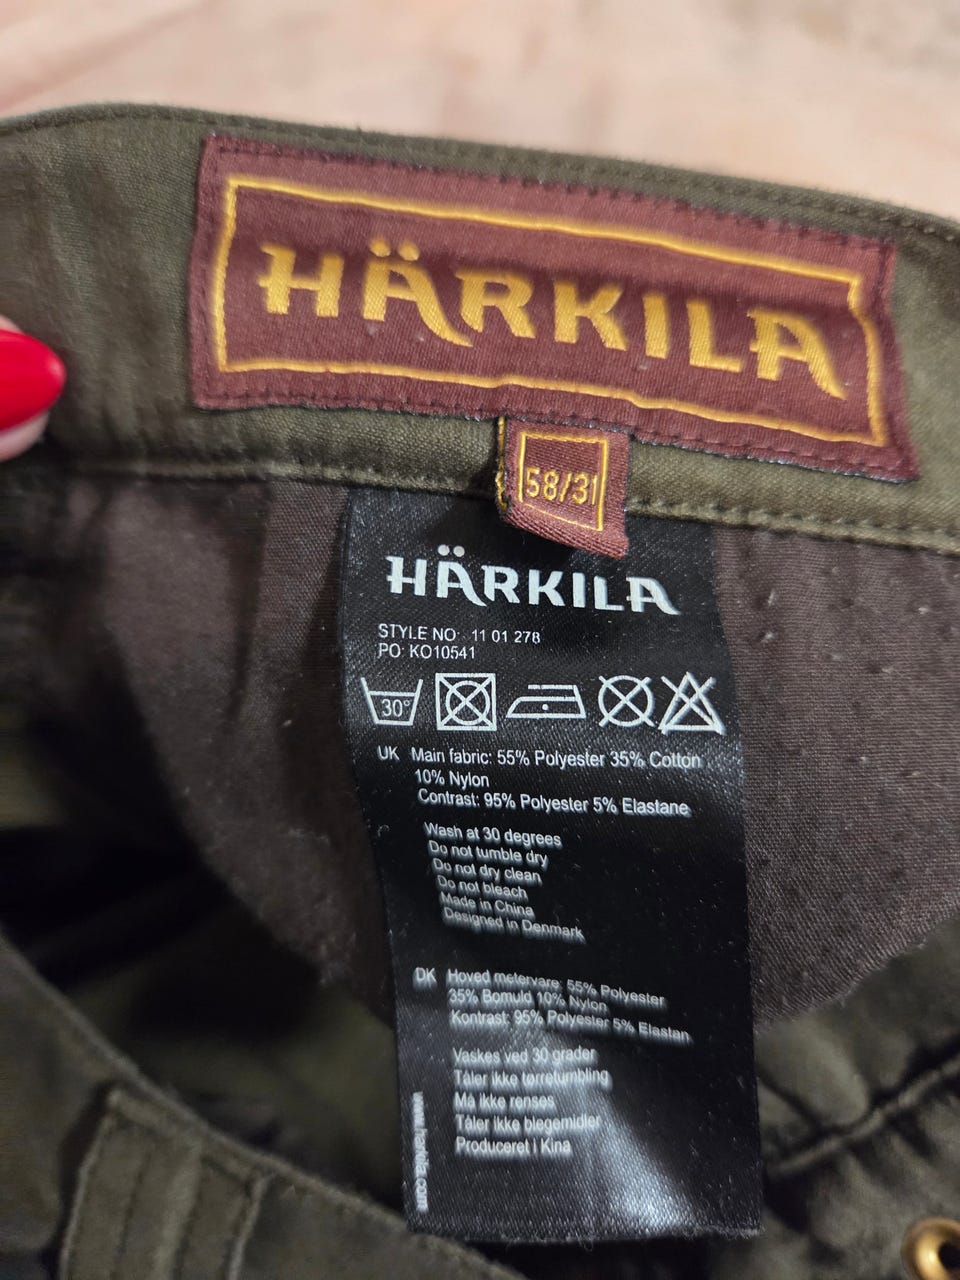 HÄRKILA
58/31
HÄRKILA
STYLE NO: 11 01 278
PO: KO10541
30°
UK Main fabric: 55% Polyester 35% Cotton
10% Nylon
Contrast: 95% Polyester 5% Elastane
Wash at 30 degrees
Do not tumble dry
Do not dry clean
Do not bleach
Made in China
Designed in Denmark
DK Hoved metervare: 55% Polyester
35% Bomuld 10% Nylon
Kontrast: 95% Polyester 5% Elastan
Vaskes ved 30 grader
Tåler ikke tørretumbling
Må ikke renses
Tåler ikke blegemidler
Produceret i Kina
www.harkila.com